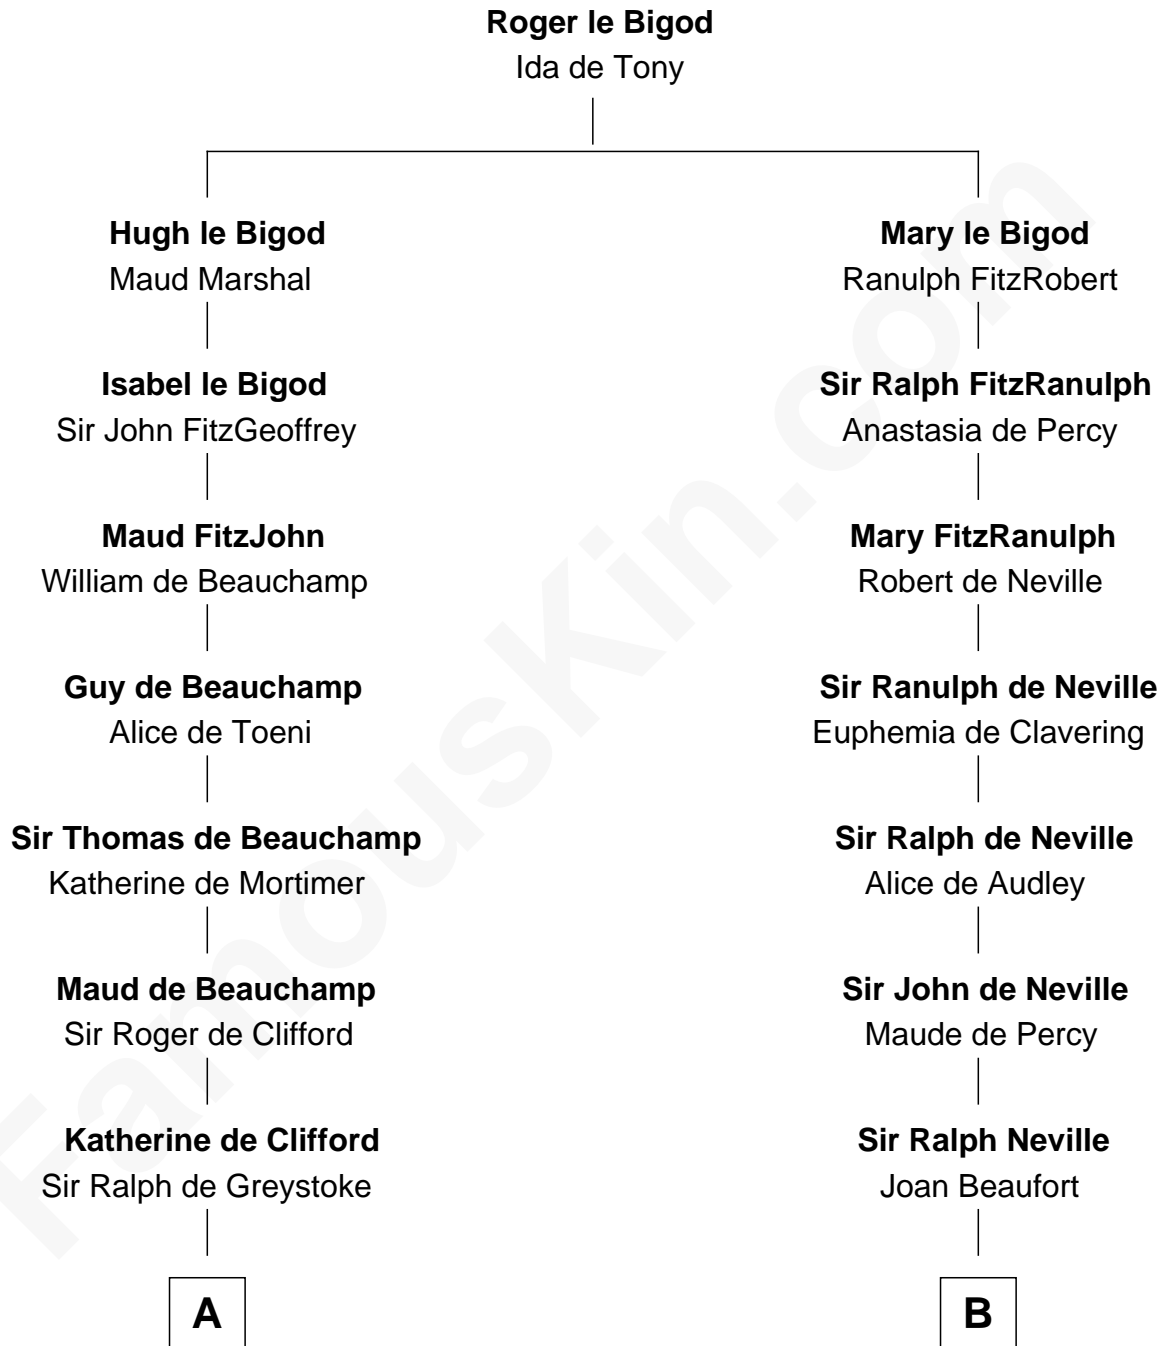 Roger le Bigod
Ida de Tony
Hugh le Bigod
Maud Marshal
Mary le Bigod
Ranulph FitzRobert
Isabel le Bigod
Sir John FitzGeoffrey
Sir Ralph FitzRanulph
Anastasia de Percy
Maud FitzJohn
William de Beauchamp
Mary FitzRanulph
Robert de Neville
Guy de Beauchamp
Alice de Toeni
Sir Ranulph de Neville
Euphemia de Clavering
Sir Thomas de Beauchamp
Katherine de Mortimer
Sir Ralph de Neville
Alice de Audley
Maud de Beauchamp
Sir Roger de Clifford
Sir John de Neville
Maude de Percy
Katherine de Clifford
Sir Ralph de Greystoke
Sir Ralph Neville
Joan Beaufort
A
B
FamousKin.com